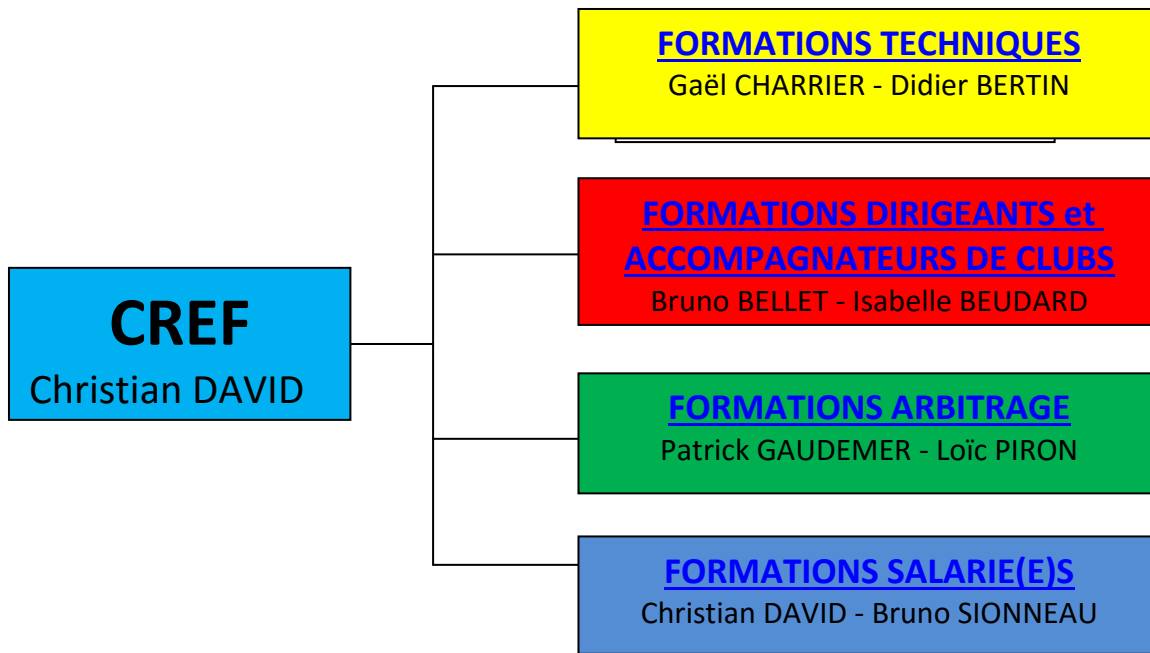 CREF
Christian DAVID
FORMATIONS TECHNIQUES
Gaël CHARRIER - Didier BERTIN
FORMATIONS DIRIGEANTS et
ACCOMPAGNATEURS DE CLUBS
Bruno BELLET - Isabelle BEUDARD
FORMATIONS ARBITRAGE
Patrick GAUDEMER - Loïc PIRON
FORMATIONS SALARIE(E)S
Christian DAVID - Bruno SIONNEAU